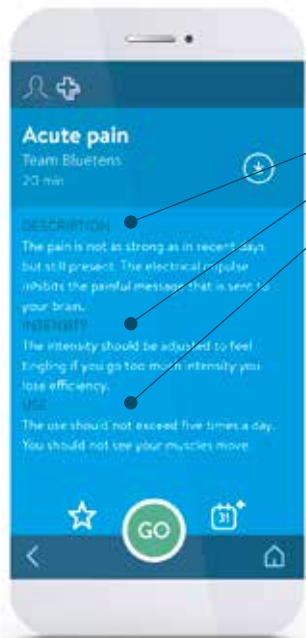 Acute pain
Team Bluetens
20 min
DESCRIPTION
The pain is not as strong as in recent days
but still present. The electrical impulse
inhibits the painful message that is sent to
your brain.
INTENSITY
The intensity should be adjusted to feel
tingling if you go too much intensity you
lose efficiency.
USE
The use should not exceed five times a day.
You should not see your muscles move.
GO
31